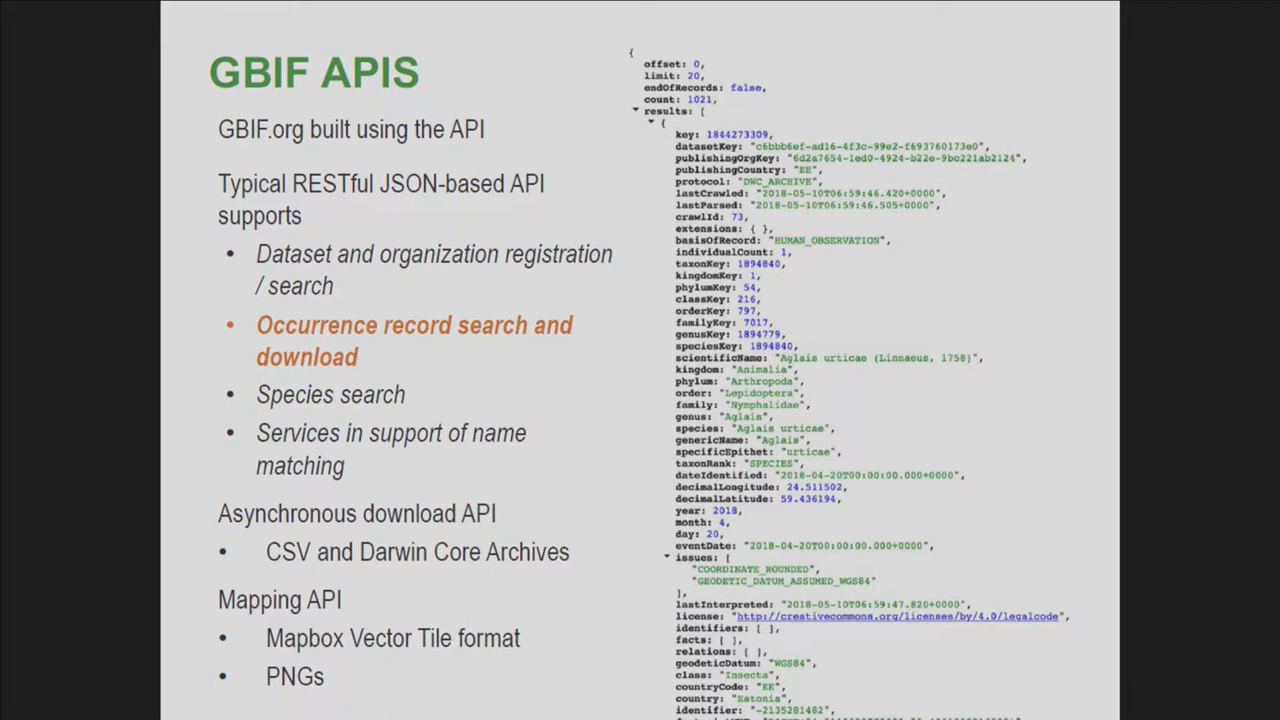 GBIF APIS
GBIF.org built using the API
Typical RESTful JSON-based API
supports
• Dataset and organization registration
/ search
• Occurrence record search and
download
• Species search
• Services in support of name
matching
Asynchronous download API
• CSV and Darwin Core Archives
Mapping API
• Mapbox Vector Tile format
• PNGs
{
offset: 0,
limit: 20,
endOfRecords: false,
count: 1021,
results: [
{
key: 1844273309,
datasetKey: "c6bbb6ef-ad16-4f3c-99e2-f693760173e0",
publishingOrgKey: "6d2a7654-1ed0-4924-b22e-9bc221ab2124",
publishingCountry: "EE",
protocol: "DWC_ARCHIVE",
lastCrawled: "2018-05-10T06:59:46.420+0000",
lastParsed: "2018-05-10T06:59:46.505+0000",
crawlId: 73,
extensions: { },
basisOfRecord: "HUMAN_OBSERVATION",
individualCount: 1,
taxonKey: 1894840,
kingdomKey: 1,
phylumKey: 54,
classKey: 216,
orderKey: 797,
familyKey: 7017,
genusKey: 1894779,
speciesKey: 1894840,
scientificName: "Aglais urticae (Linnaeus, 1758)",
kingdom: "Animalia",
phylum: "Arthropoda",
order: "Lepidoptera",
family: "Nymphalidae",
genus: "Aglais",
species: "Aglais urticae",
genericName: "Aglais",
specificEpithet: "urticae",
taxonRank: "SPECIES",
dateIdentified: "2018-04-20T00:00:00.000+0000",
decimalLongitude: 24.511502,
decimalLatitude: 59.436194,
year: 2018,
month: 4,
day: 20,
eventDate: "2018-04-20T00:00:00.000+0000",
issues: [
"COORDINATE_ROUNDED",
"GEODETIC_DATUM_ASSUMED_WGS84"
],
lastInterpreted: "2018-05-10T06:59:47.820+0000",
license: "http://creativecommons.org/licenses/by/4.0/legalcode",
identifiers: [ ],
facts: [ ],
relations: [ ],
geodeticDatum: "WGS84",
class: "Insecta",
countryCode: "EE",
country: "Estonia",
identifier: "-2135281482",